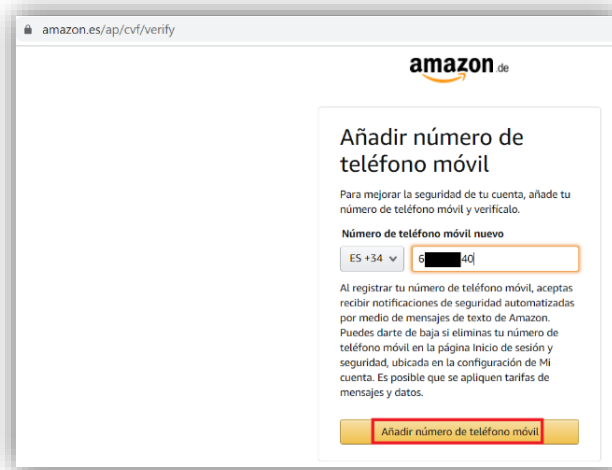 amazon.es/ap/cvf/verify
amazon.de
Añadir número de
teléfono móvil
Para mejorar la seguridad de tu cuenta, añade tu
número de teléfono móvil y verifícalo.
Número de teléfono móvil nuevo
ES +34 6 40
Al registrar tu número de teléfono móvil, aceptas
recibir notificaciones de seguridad automatizadas
por medio de mensajes de texto de Amazon.
Puedes darte de baja si eliminas tu número de
teléfono móvil en la página Inicio de sesión y
seguridad, ubicada en la configuración de Mi
cuenta. Es posible que se apliquen tarifas de
mensajes y datos.
Añadir número de teléfono móvil